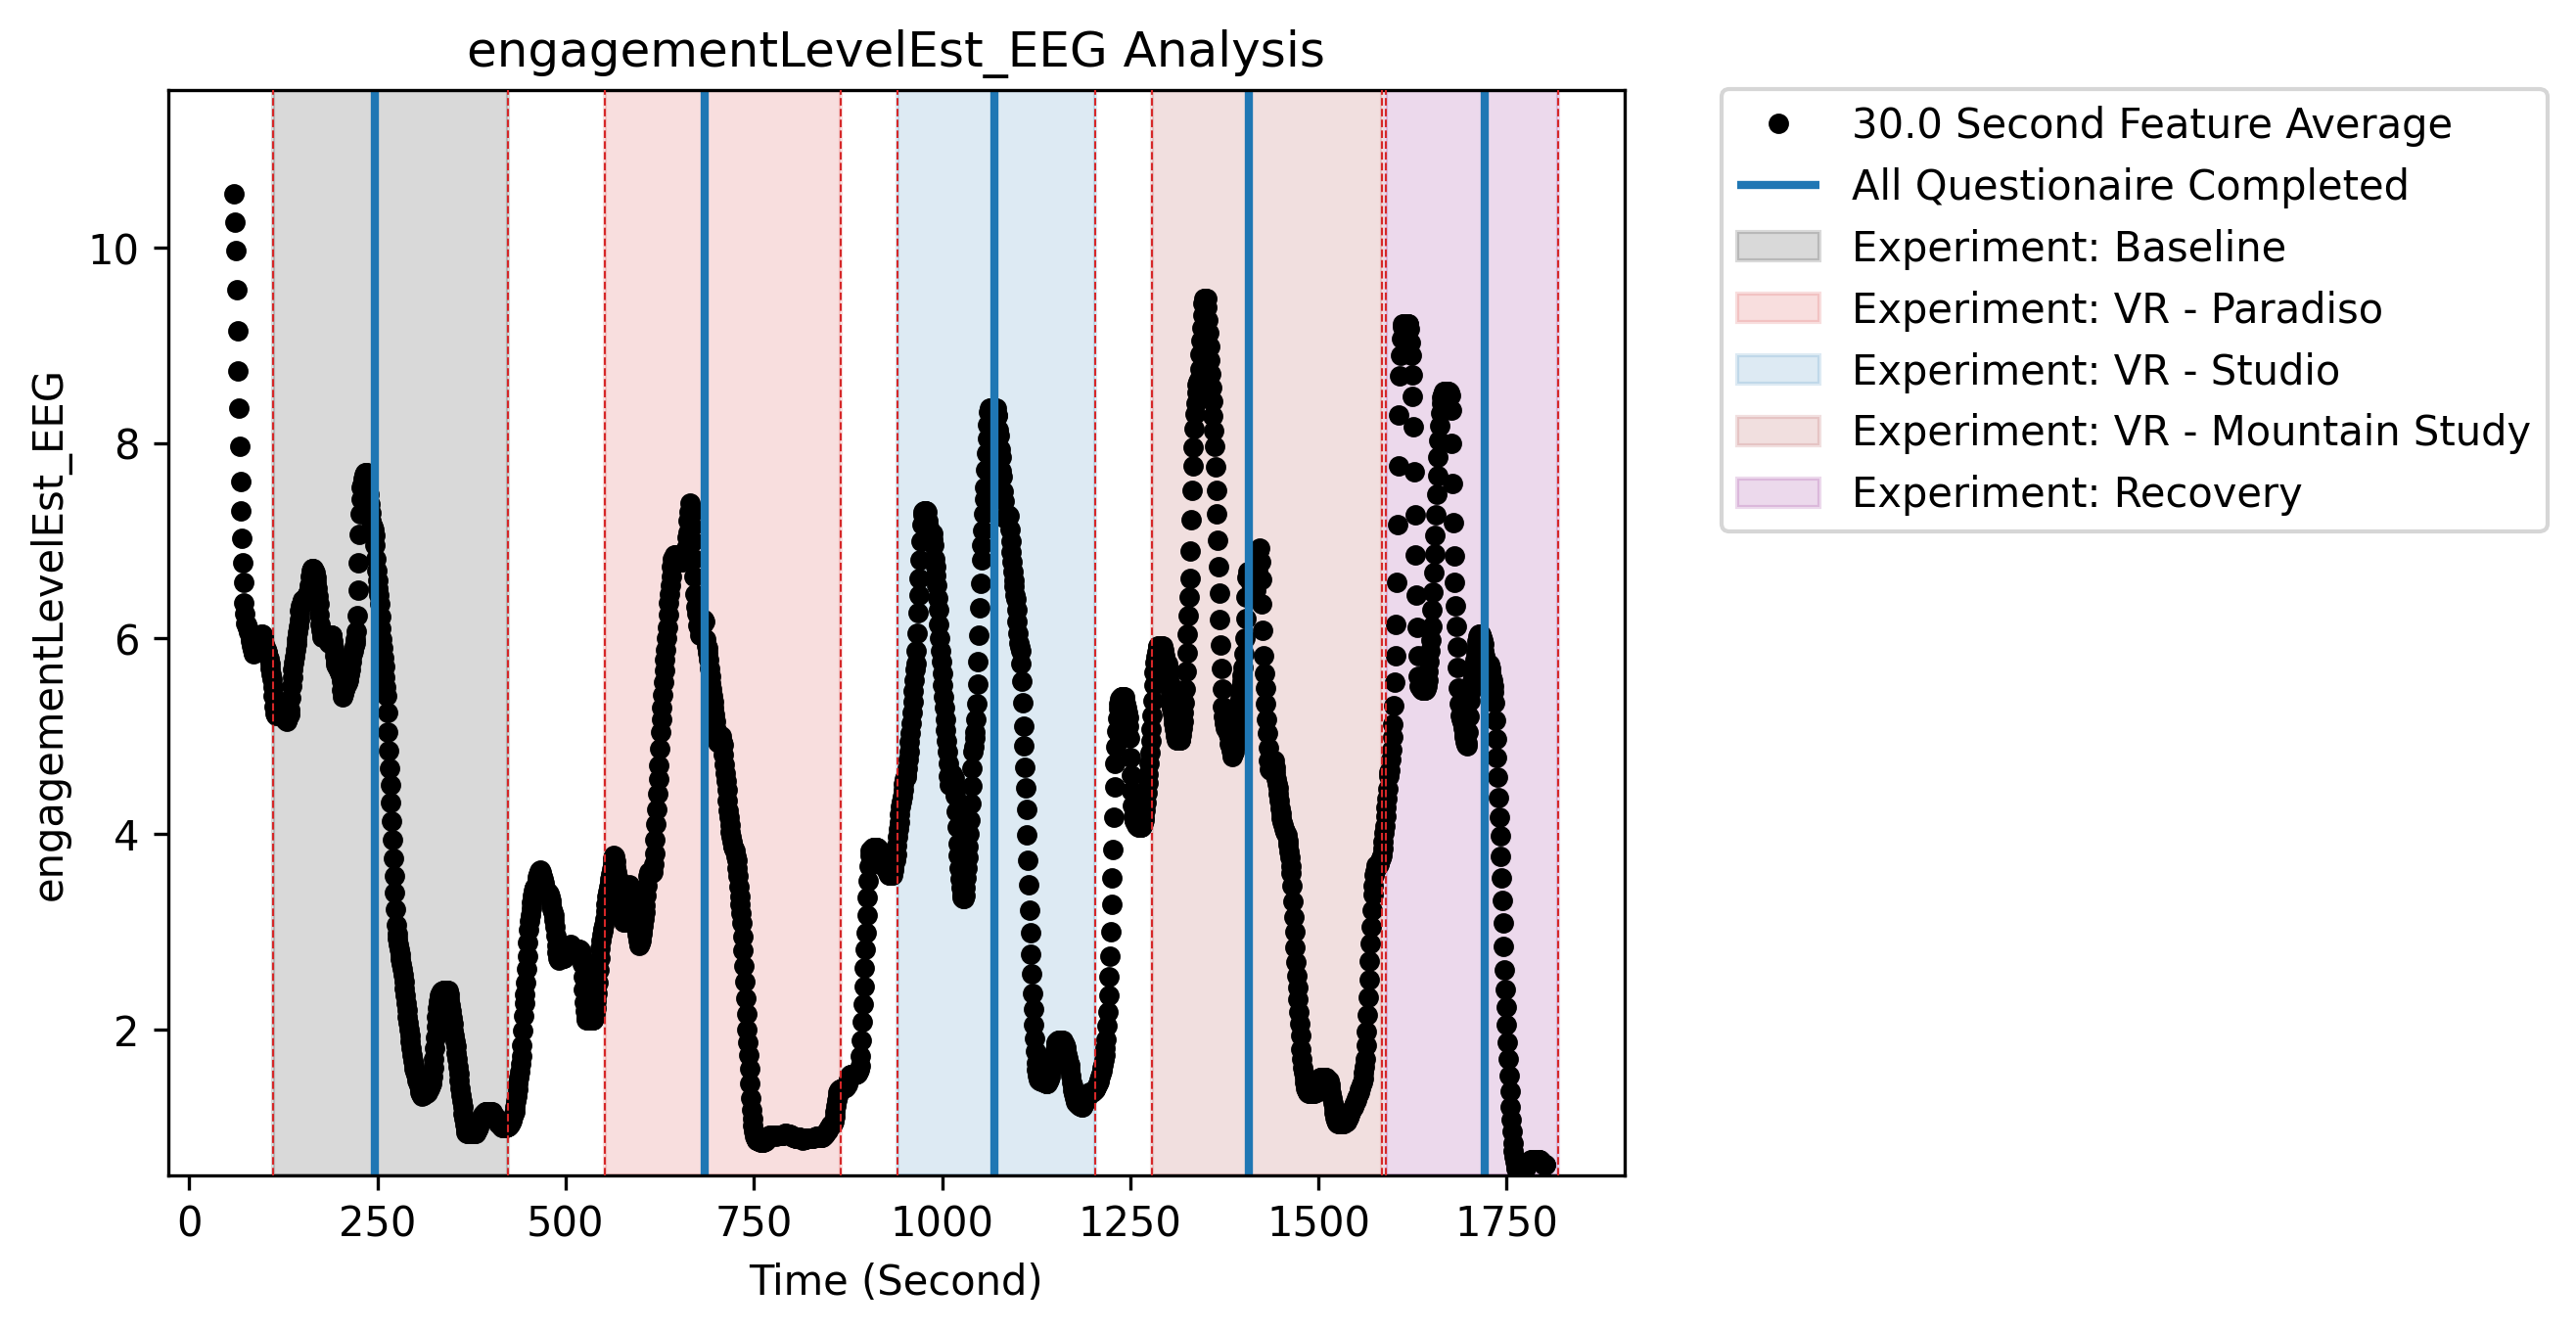 engagementLevelEst_EEG Analysis
30.0 Second Feature Average
All Questionaire Completed
Experiment: Baseline
Experiment: VR - Paradiso
Experiment: VR - Studio
Experiment: VR - Mountain Study
Experiment: Recovery
engagementLevelEst_EEG
10
8
6
4
2
0 250 500 750 1000 1250 1500 1750
Time (Second)